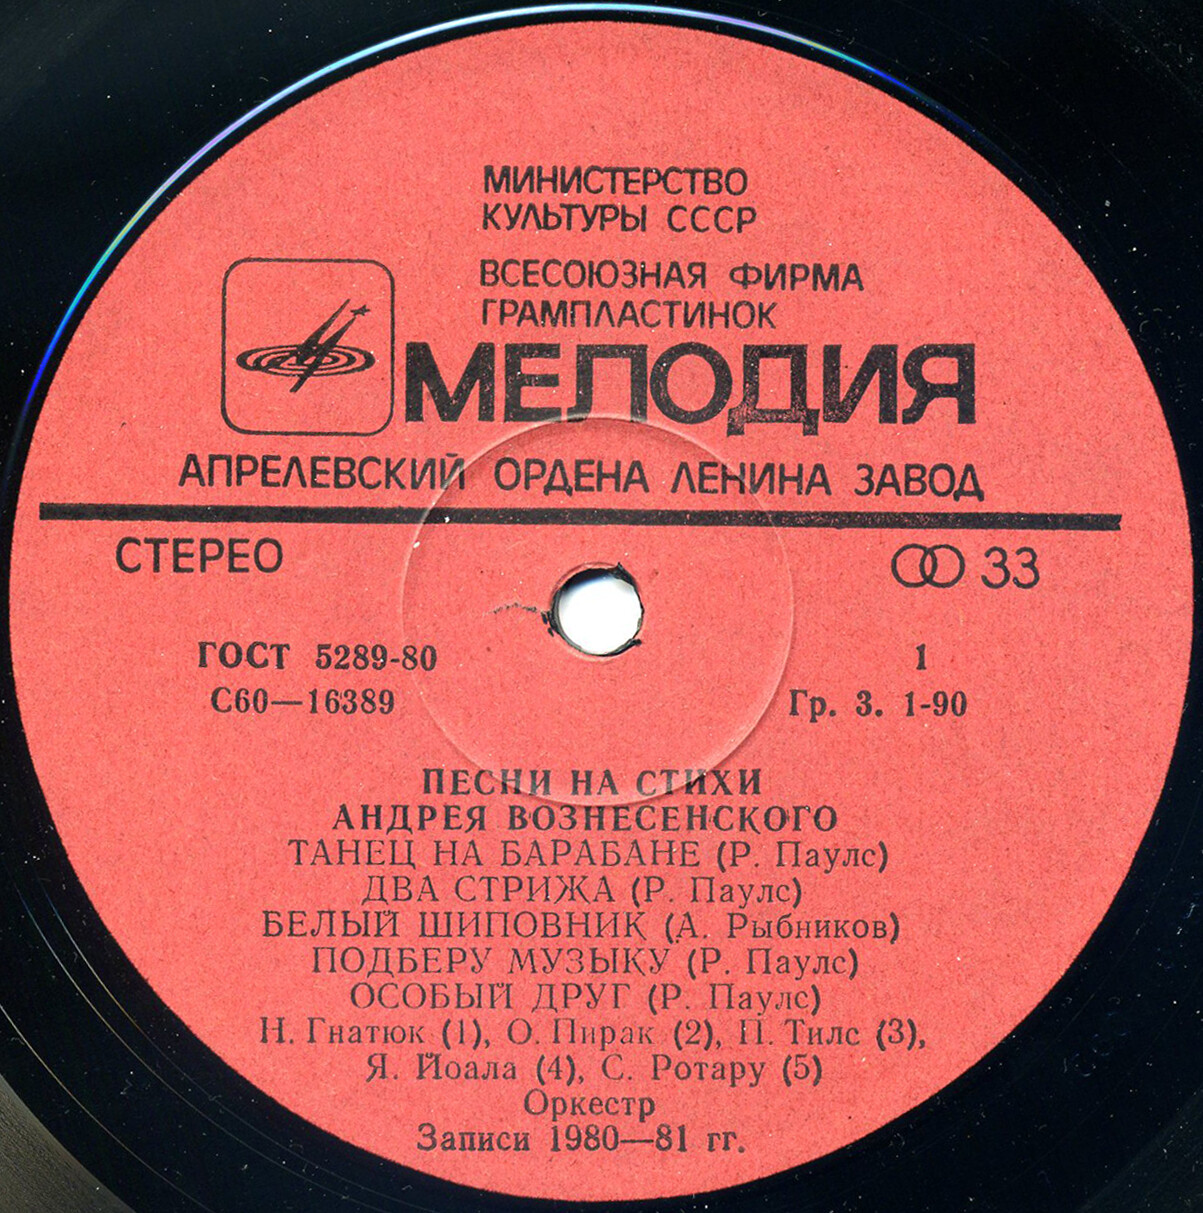 МИНИСТЕРСТВО
КУЛЬТУРЫ СССР
ВСЕСОЮЗНАЯ ФИРМА
ГРАМПЛАСТИНОК
МЕЛОДИЯ
АПРЕЛЕВСКИЙ ОРДЕНА ЛЕНИНА ЗАВОД
СТЕРЕО 33
ГОСТ 5289-80 1
С60—16389 Гр. 3. 1-90
ПЕСНИ НА СТИХИ
АНДРЕЯ ВОЗНЕСЕНСКОГО
ТАНЕЦ НА БАРАБАНЕ (Р. Паулс)
ДВА СТРИЖА (Р. Паулс)
БЕЛЫЙ ШИПОВНИК (А. Рыбников)
ПОДБЕРУ МУЗЫКУ (Р. Паулс)
ОСОБЫЙ ДРУГ (Р. Паулс)
Н. Гнатюк (1), О. Пирак (2), П. Тилс (3),
Я. Йоала (4), С. Ротару (5)
Оркестр
Записи 1980—81 гг.